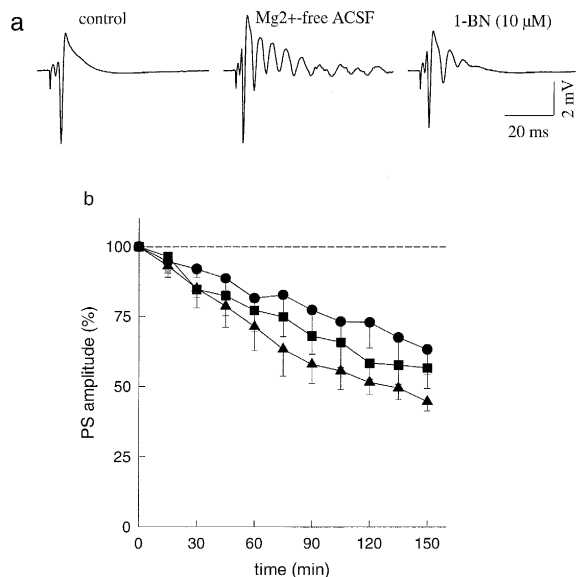 a
control
Mg2+-free ACSF
1-BN (10 µM)
2 mV
20 ms
b
PS amplitude (%)
100
75
50
25
0
0 30 60 90 120 150
time (min)